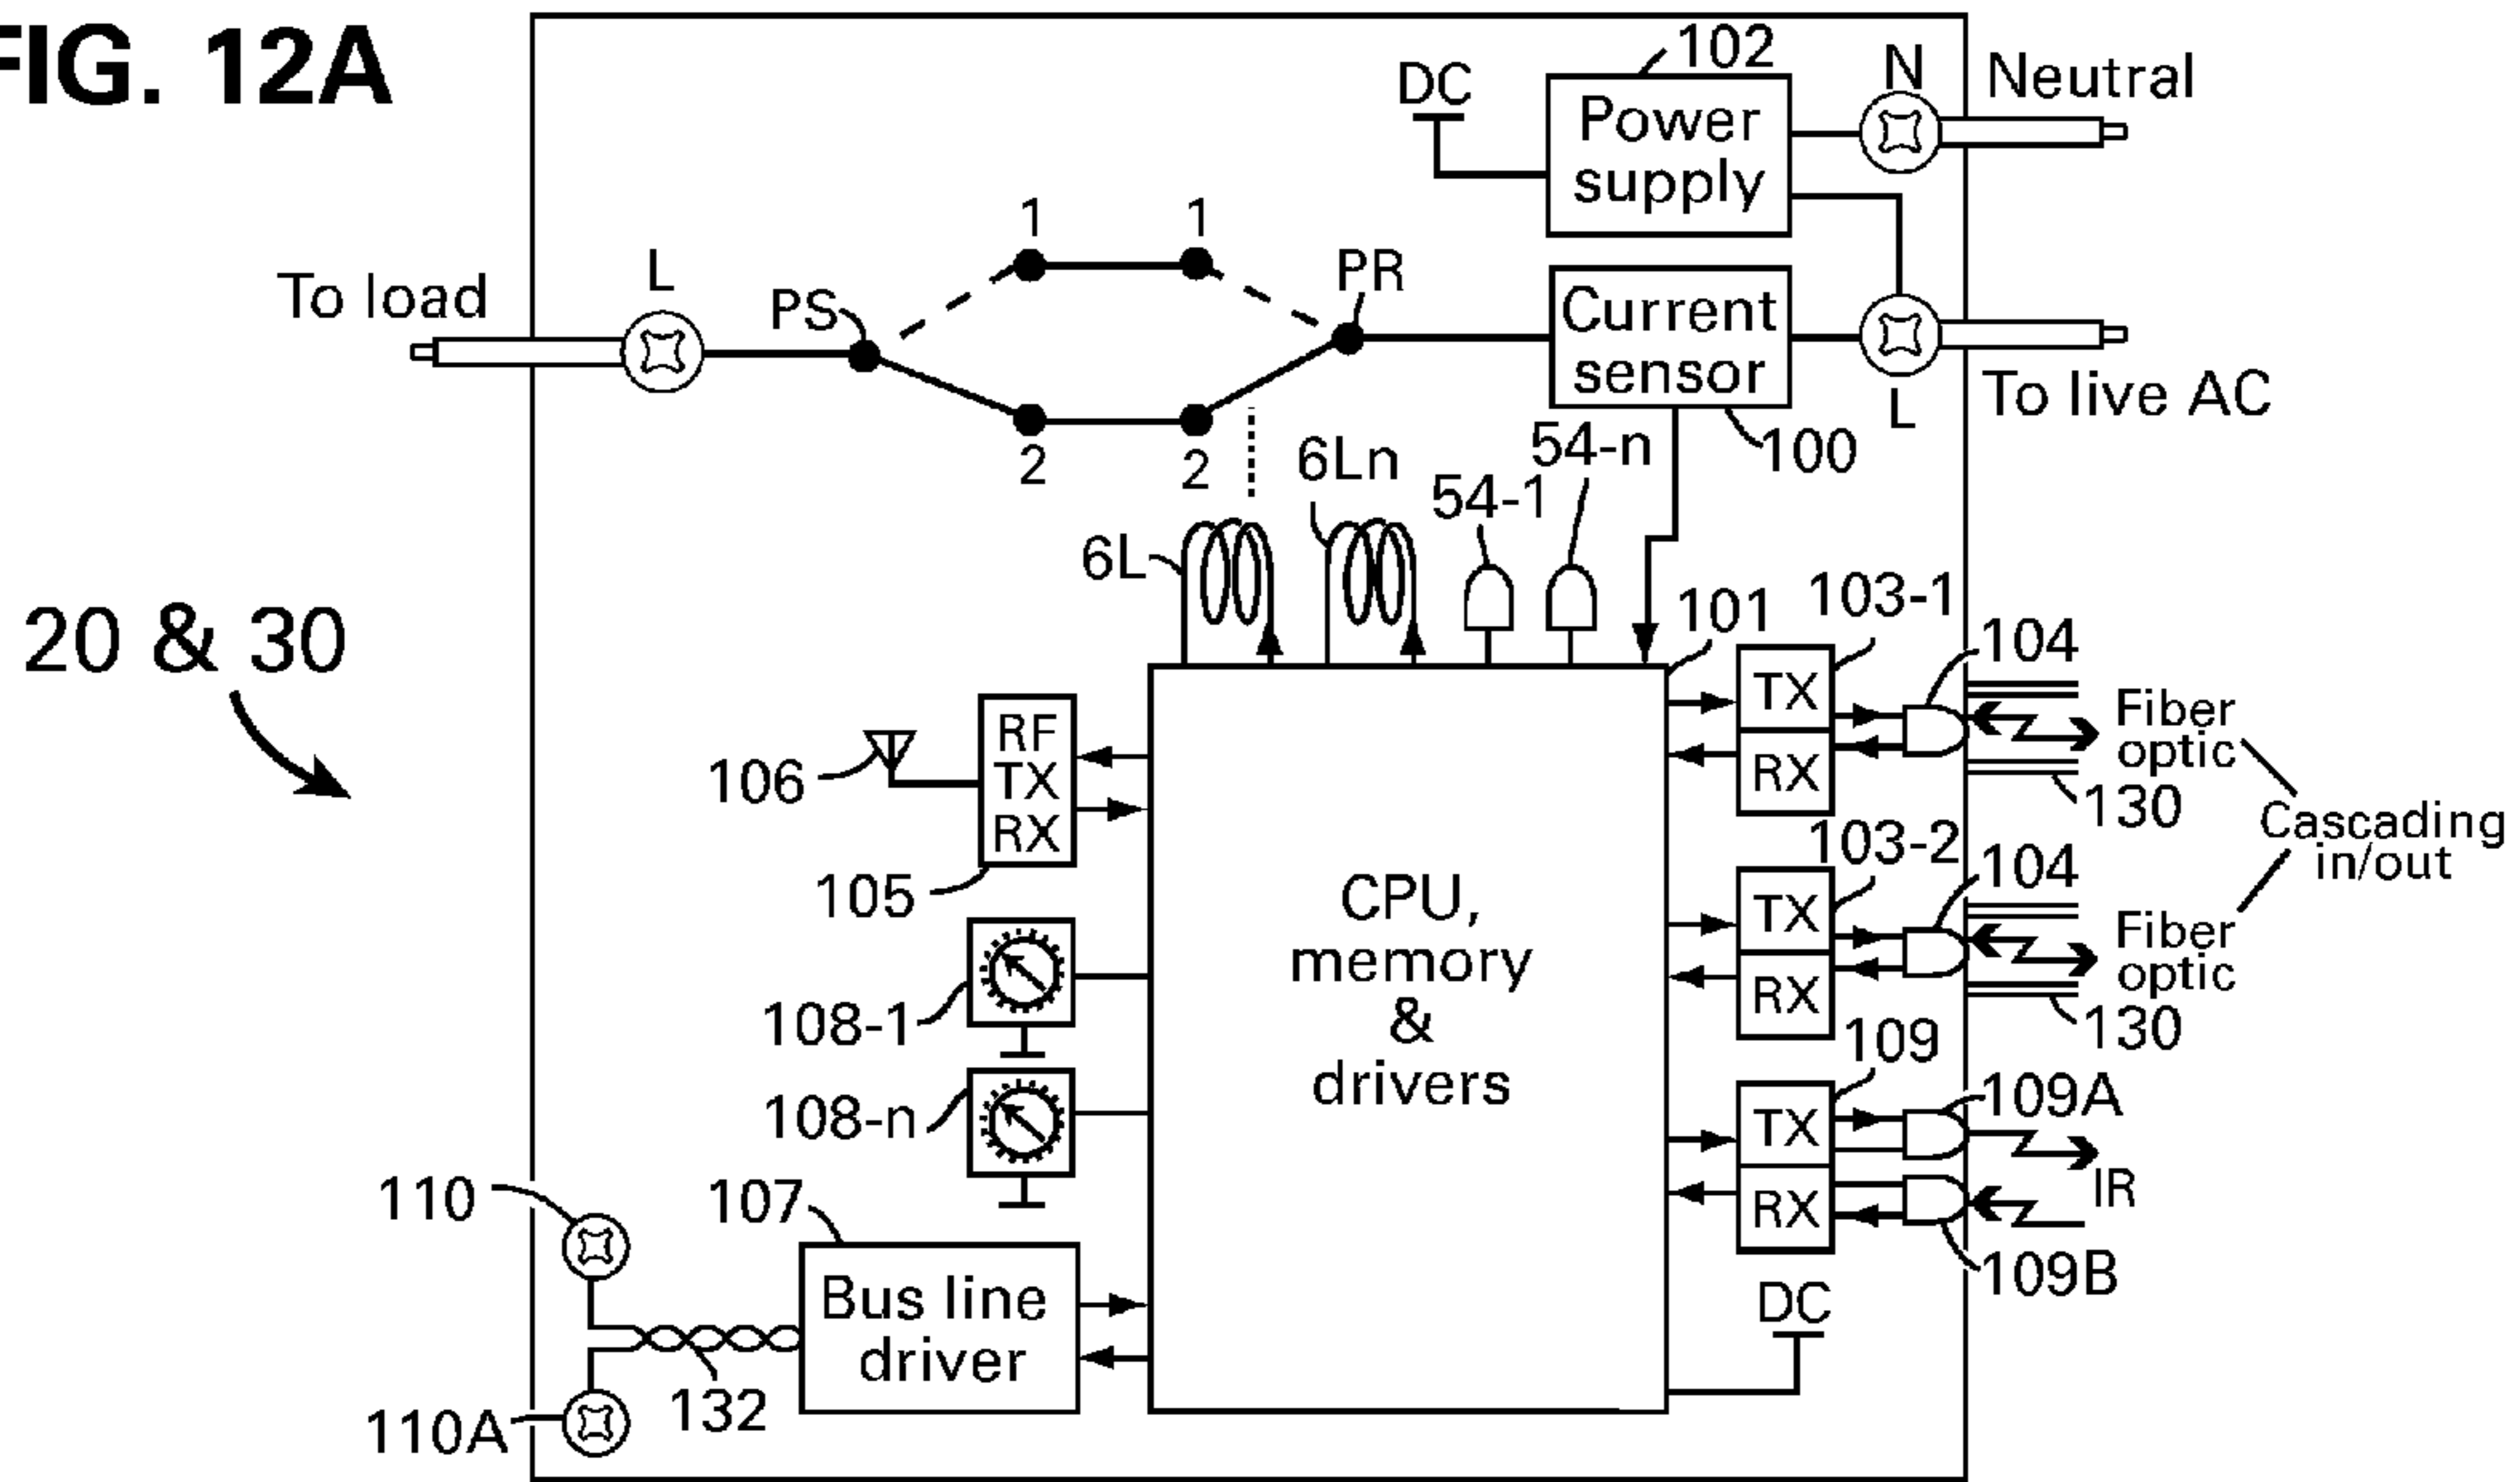 FIG. 12A
102
DC
N
Neutral
Power
supply
1
1
L
PR
To load
PS
Current
sensor
To live AC
L
2
2
6Ln
54-n
100
54-1
6L
101
103-1
104
20 & 30
TX
Fiber
optic
RF
TX
RX
106
RX
130
Cascading
in/out
103-2
104
105
CPU,
memory
&
drivers
TX
Fiber
optic
RX
108-1
130
109
109A
108-n
TX
IR
110
107
RX
109B
Bus line
driver
DC
132
110A